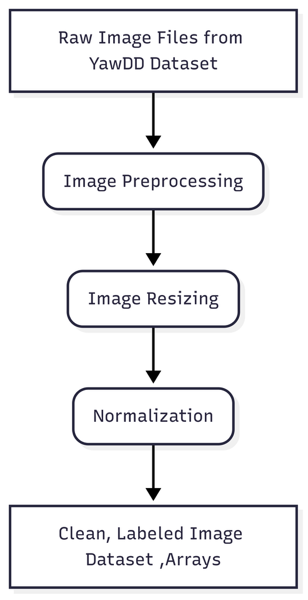 Raw Image Files from
YawDD Dataset
Image Preprocessing
Image Resizing
Normalization
Clean, Labeled Image
Dataset ,Arrays